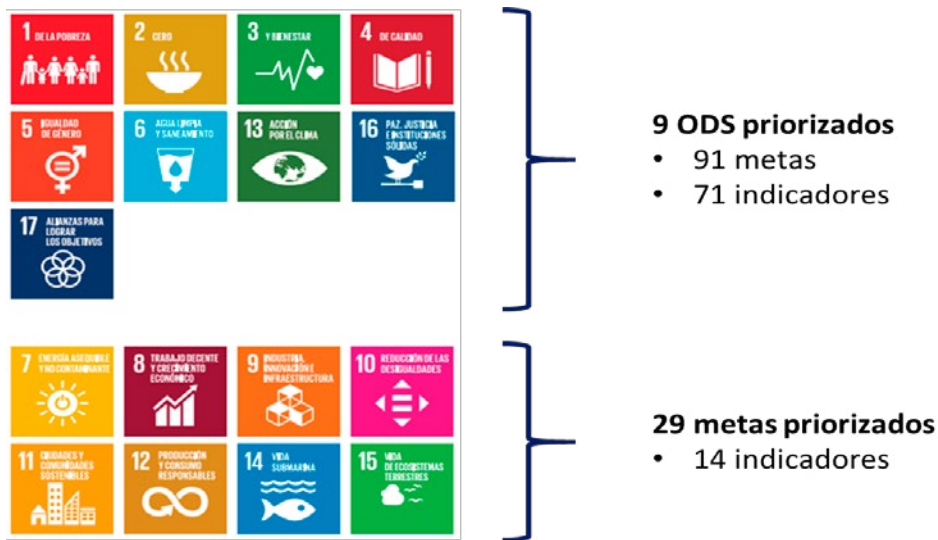 1 DE LA POBREZA
2 CERO
3 Y BIENESTAR
4 DE CALIDAD
5 IGUALDAD
DE GÉNERO
6 AGUA LIMPIA
Y SANEAMIENTO
13 ACCIÓN
POR EL CLIMA
16 PAZ, JUSTICIA
E INSTITUCIONES
SÓLIDAS
17 ALIANZAS PARA
LOGRAR
LOS OBJETIVOS
9 ODS priorizados
• 91 metas
• 71 indicadores
7 ENERGÍA ASEQUIBLE
Y NO CONTAMINANTE
8 TRABAJO DECENTE
Y CRECIMIENTO
ECONÓMICO
9 INDUSTRIA,
INNOVACIÓN E
INFRAESTRUCTURA
10 REDUCCIÓN DE LAS
DESIGUALDADES
11 CIUDADES Y
COMUNIDADES
SOSTENIBLES
12 PRODUCCIÓN
Y CONSUMO
RESPONSABLES
14 VIDA
SUBMARINA
15 VIDA
DE ECOSISTEMAS
TERRESTRES
29 metas priorizados
• 14 indicadores